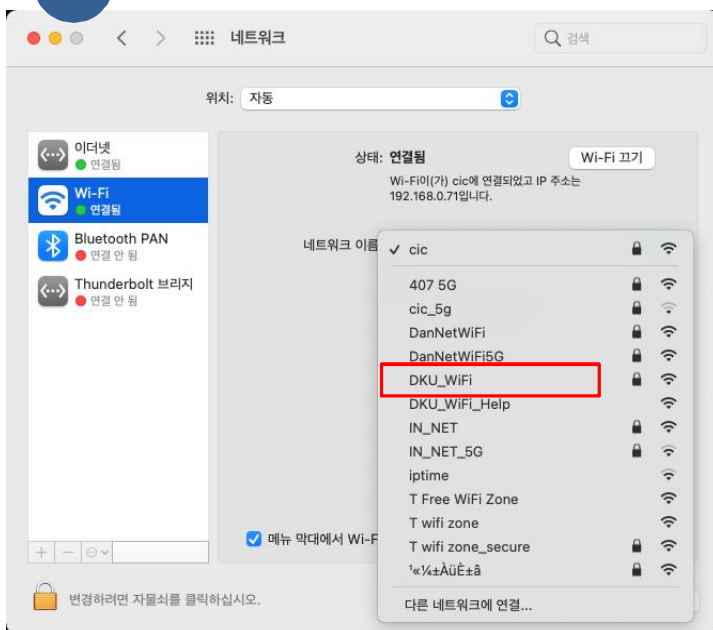 네트워크
검색
위치: 자동
이더넷
연결됨
Wi-Fi
연결됨
Bluetooth PAN
연결 안 됨
Thunderbolt 브리지
연결 안 됨
상태: 연결됨
Wi-Fi 끄기
Wi-Fi이(가) cic에 연결되었고 IP 주소는
192.168.0.71입니다.
네트워크 이름
cic
407 5G
cic_5g
DanNetWiFi
DanNetWiFi5G
DKU_WiFi
DKU_WiFi_Help
IN_NET
IN_NET_5G
iptime
T Free WiFi Zone
T wifi zone
T wifi zone_secure
¹«¼±ÀüÈ±â
다른 네트워크에 연결...
메뉴 막대에서 Wi-F
변경하려면 자물쇠를 클릭하십시오.